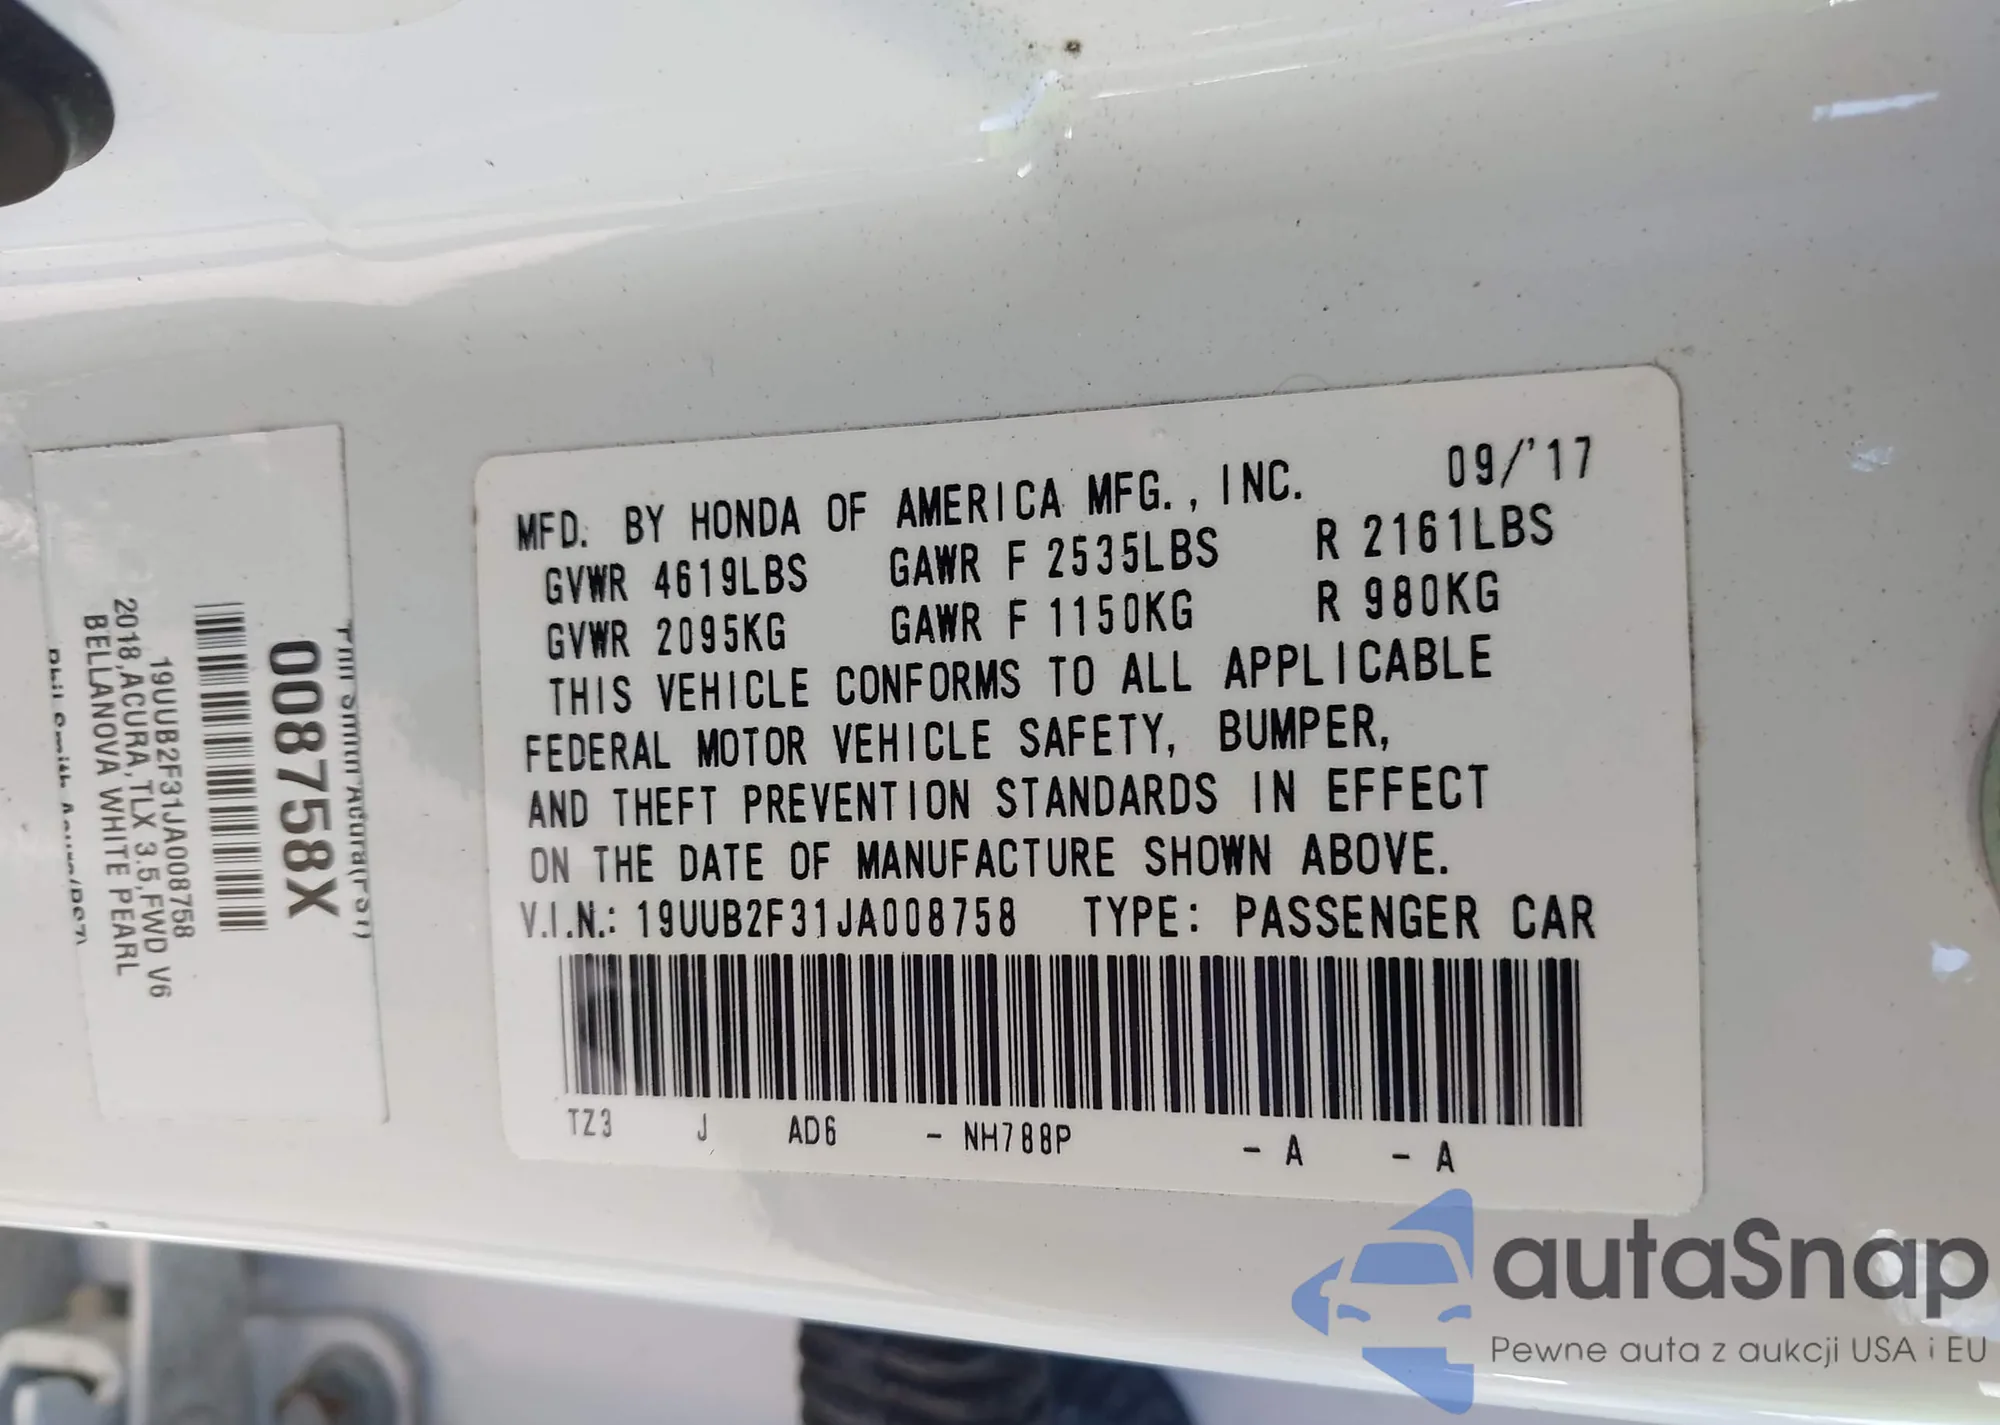 MFD. BY HONDA OF AMERICA MFG., INC. 09/'17
GVWR 4619LBS GAWR F 2535LBS R 2161LBS
GVWR 2095KG GAWR F 1150KG R 980KG
THIS VEHICLE CONFORMS TO ALL APPLICABLE
FEDERAL MOTOR VEHICLE SAFETY, BUMPER,
AND THEFT PREVENTION STANDARDS IN EFFECT
ON THE DATE OF MANUFACTURE SHOWN ABOVE.
V.I.N.: 19UUB2F31JA008758 TYPE: PASSENGER CAR
TZ3 J AD6 - NH788P - A - A
008758X
19UUB2F31JA008758
2018,ACURA,TLX 3.5,FWD V6
BELLANOVA WHITE PEARL
autaSnap
Pewne auta z aukcji USA i EU